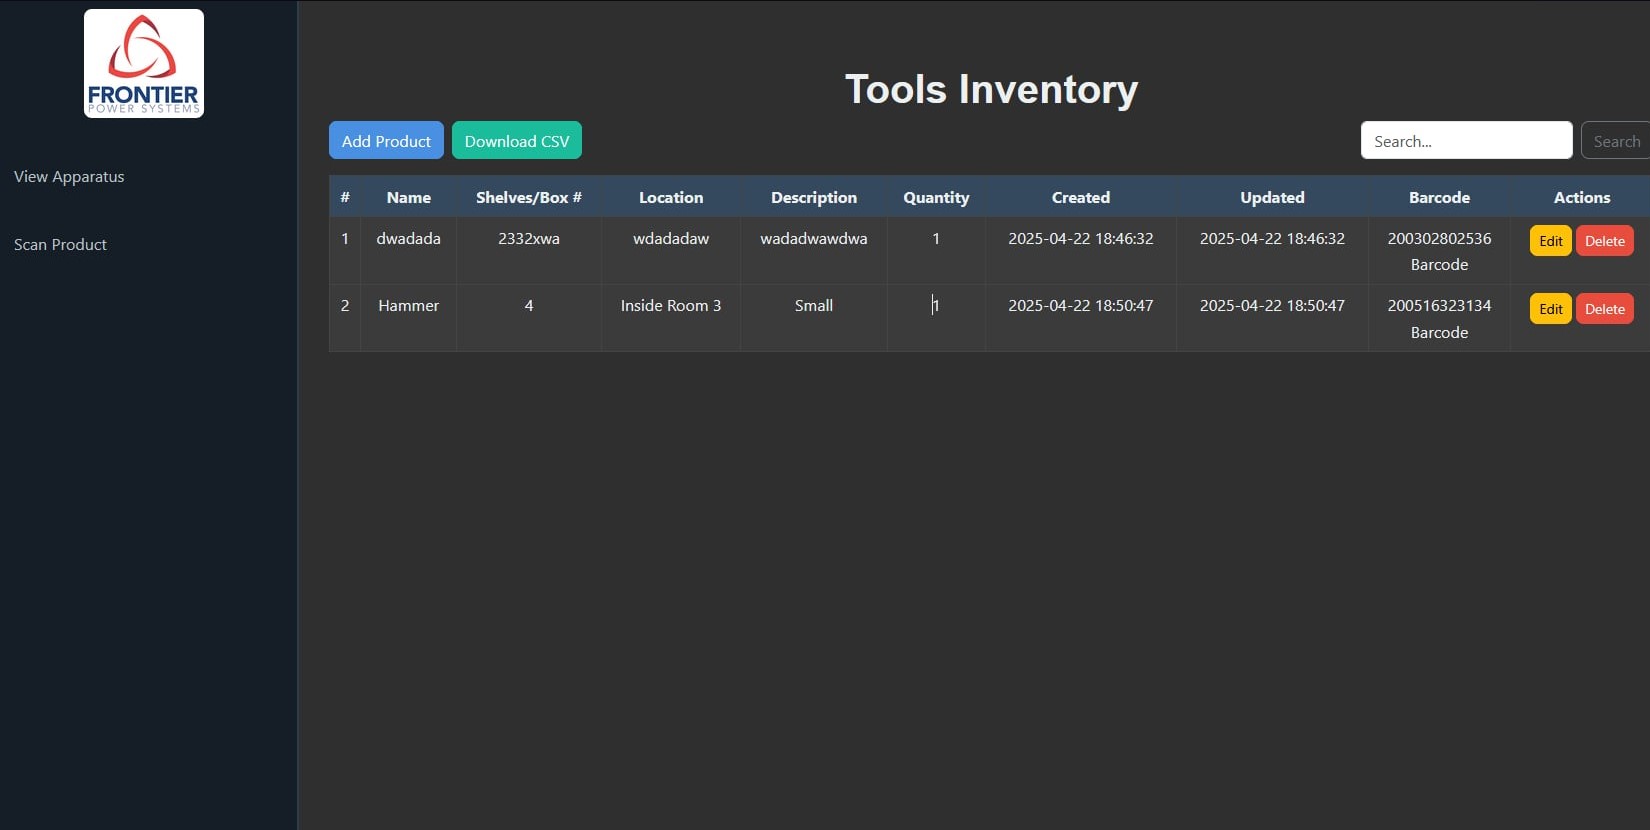 FRONTIER
POWER SYSTEMS
View Apparatus
Scan Product
Tools Inventory
Add Product Download CSV Search... Search
# Name Shelves/Box # Location Description Quantity Created Updated Barcode Actions
1 dwadada 2332xwa wdadadaw wadadwawdwa 1 2025-04-22 18:46:32 2025-04-22 18:46:32 200302802536 Edit Delete
Barcode
2 Hammer 4 Inside Room 3 Small 1 2025-04-22 18:50:47 2025-04-22 18:50:47 200516323134 Edit Delete
Barcode